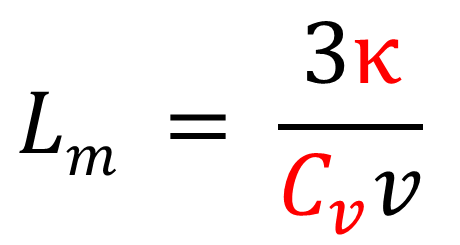 L_m = 3κ / C_v v